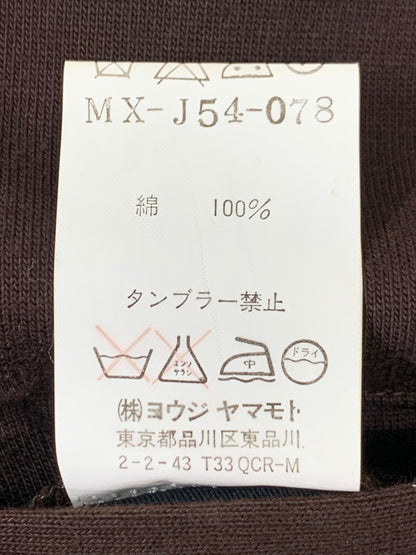 MX-J54-078
綿 100%
タンブラー禁止
エンソ サラシ 中 ドライ
㈱ヨウジ ヤマモト
東京都品川区東品川
2-2-43 T33QCR-M